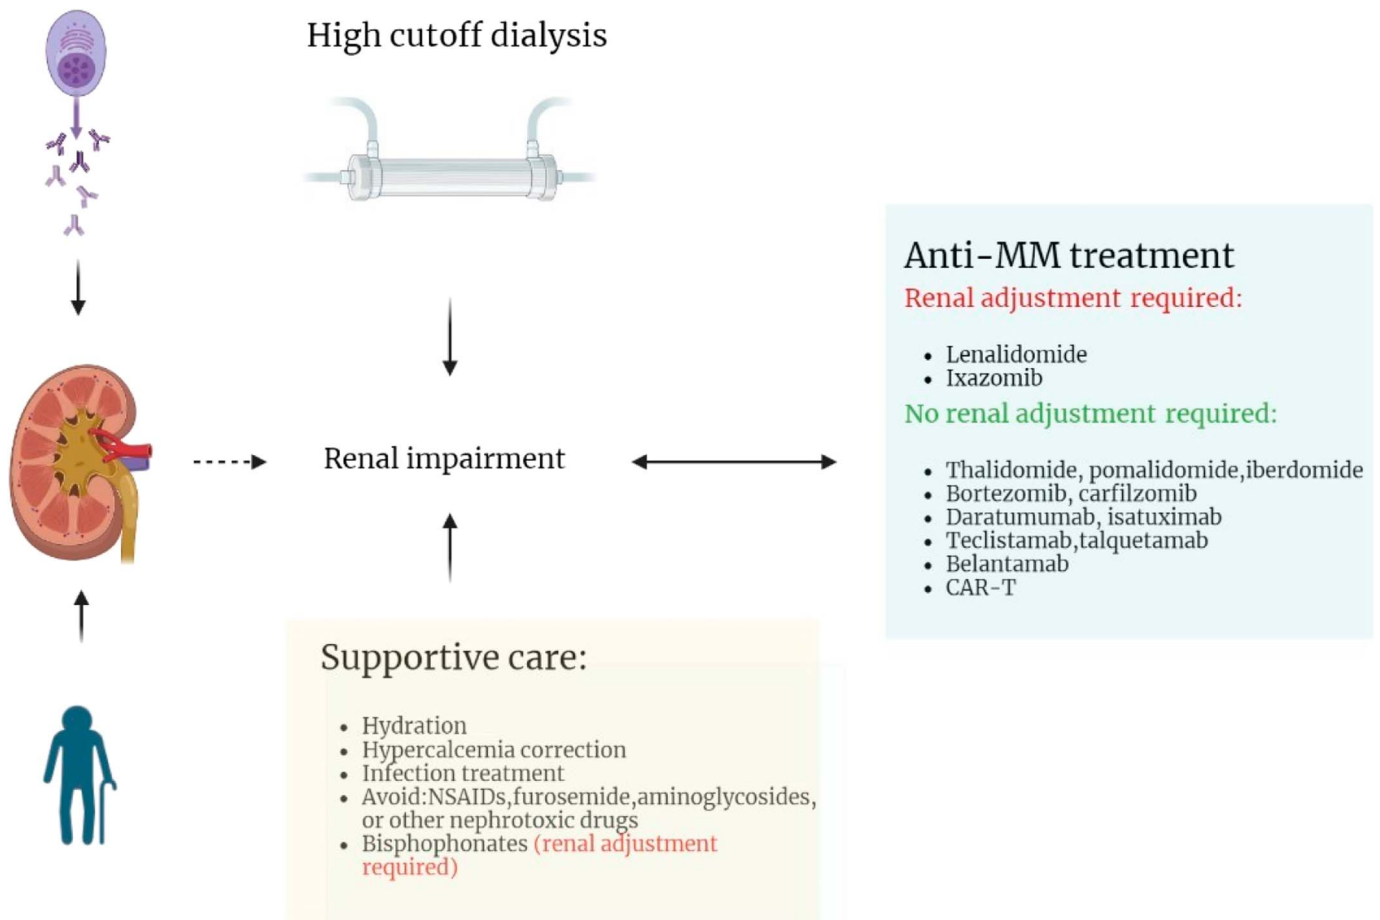 High cutoff dialysis
Anti-MM treatment
Renal adjustment required:
• Lenalidomide
• Ixazomib
No renal adjustment required:
• Thalidomide, pomalidomide,iberdomide
• Bortezomib, carfilzomib
• Daratumumab, isatuximab
• Teclistamab,talquetamab
• Belantamab
• CAR-T
Renal impairment
Supportive care:
• Hydration
• Hypercalcemia correction
• Infection treatment
• Avoid:NSAIDs,furosemide,aminoglycosides,
or other nephrotoxic drugs
• Bisphophonates (renal adjustment
required)